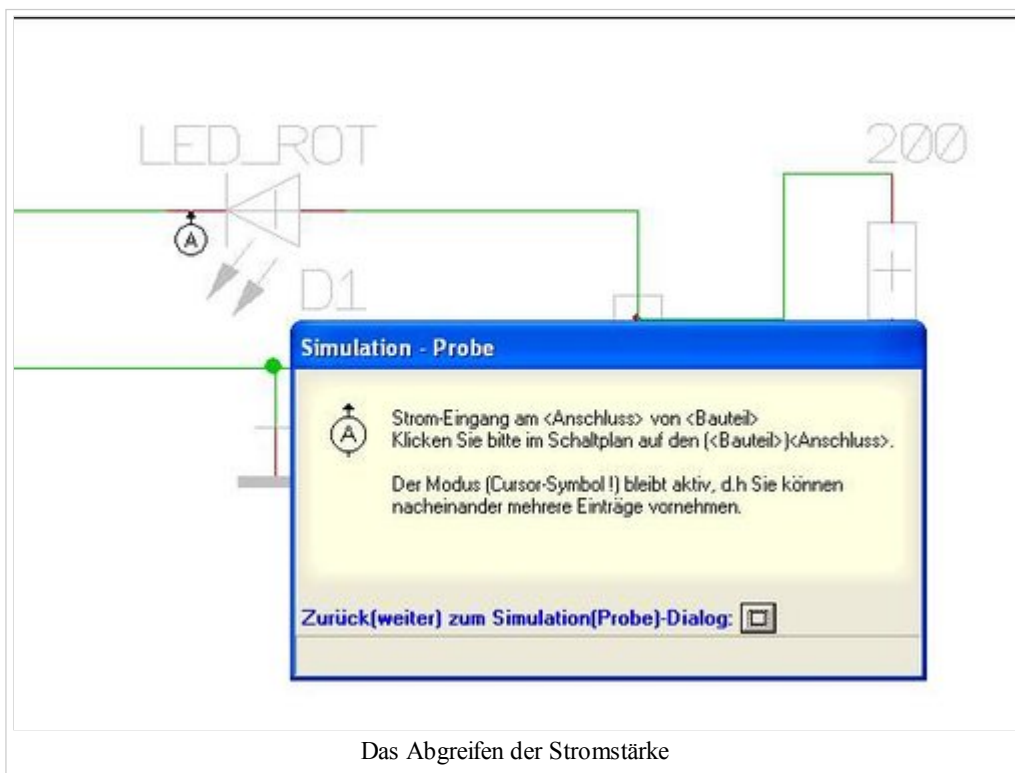 LED_ROT
200
A
D1
Simulation - Probe
A
Strom-Eingang am <Anschluss> von <Bauteil>
Klicken Sie bitte im Schaltplan auf den (<Bauteil>)<Anschluss>.
Der Modus (Cursor-Symbol !) bleibt aktiv, d.h Sie können
nacheinander mehrere Einträge vornehmen.
Zurück(weiter) zum Simulation(Probe)-Dialog:
Das Abgreifen der Stromstärke